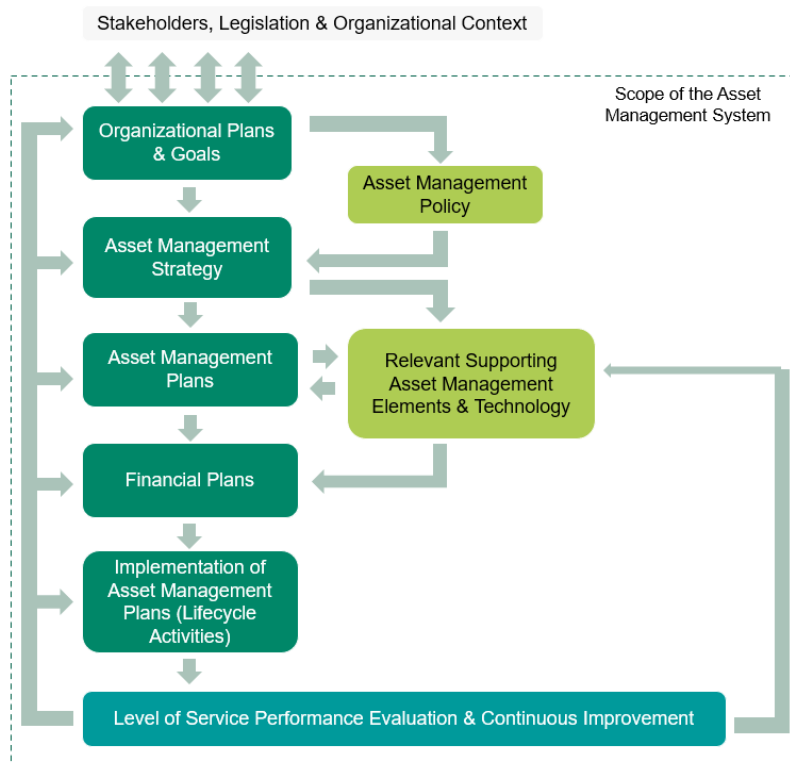 Stakeholders, Legislation & Organizational Context
Scope of the Asset
Management System
Organizational Plans
& Goals
Asset Management
Policy
Asset Management
Strategy
Asset Management
Plans
Relevant Supporting
Asset Management
Elements & Technology
Financial Plans
Implementation of
Asset Management
Plans (Lifecycle
Activities)
Level of Service Performance Evaluation & Continuous Improvement